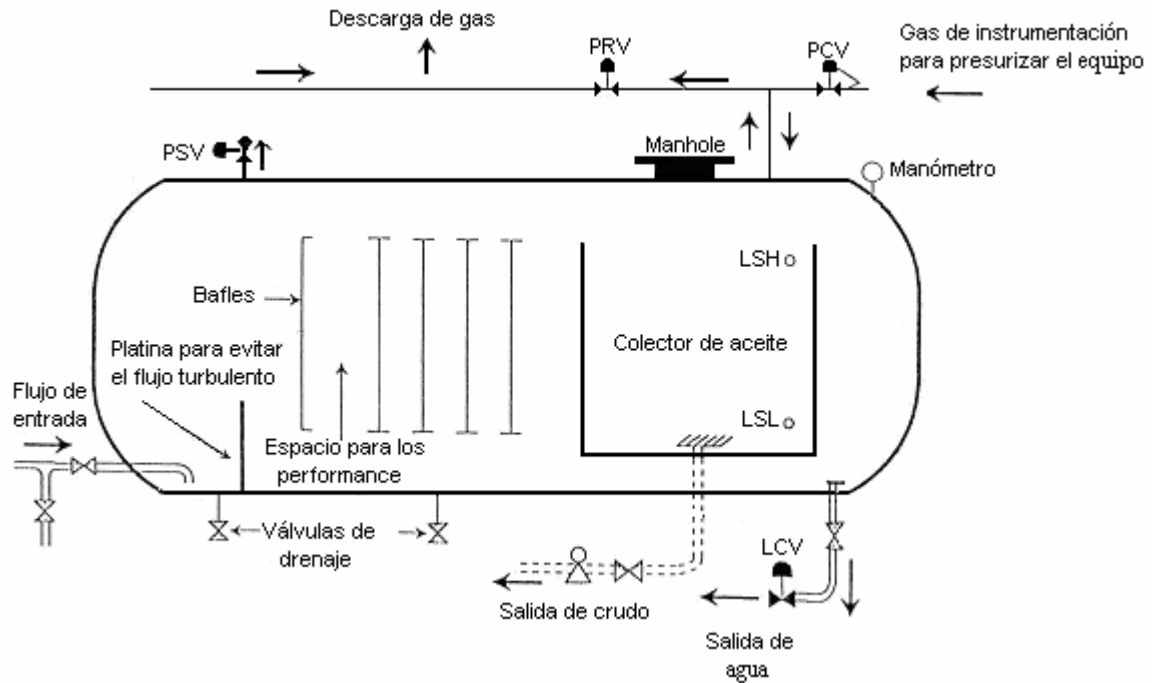 Descarga de gas
PRV
PCV
Gas de instrumentación
para presurizar el equipo
PSV
Manhole
Manómetro
LSH
Bafles
Colector de aceite
Platina para evitar
el flujo turbulento
Flujo de
entrada
LSL
Espacio para los
performance
Válvulas de
drenaje
LCV
Salida de crudo
Salida de
agua